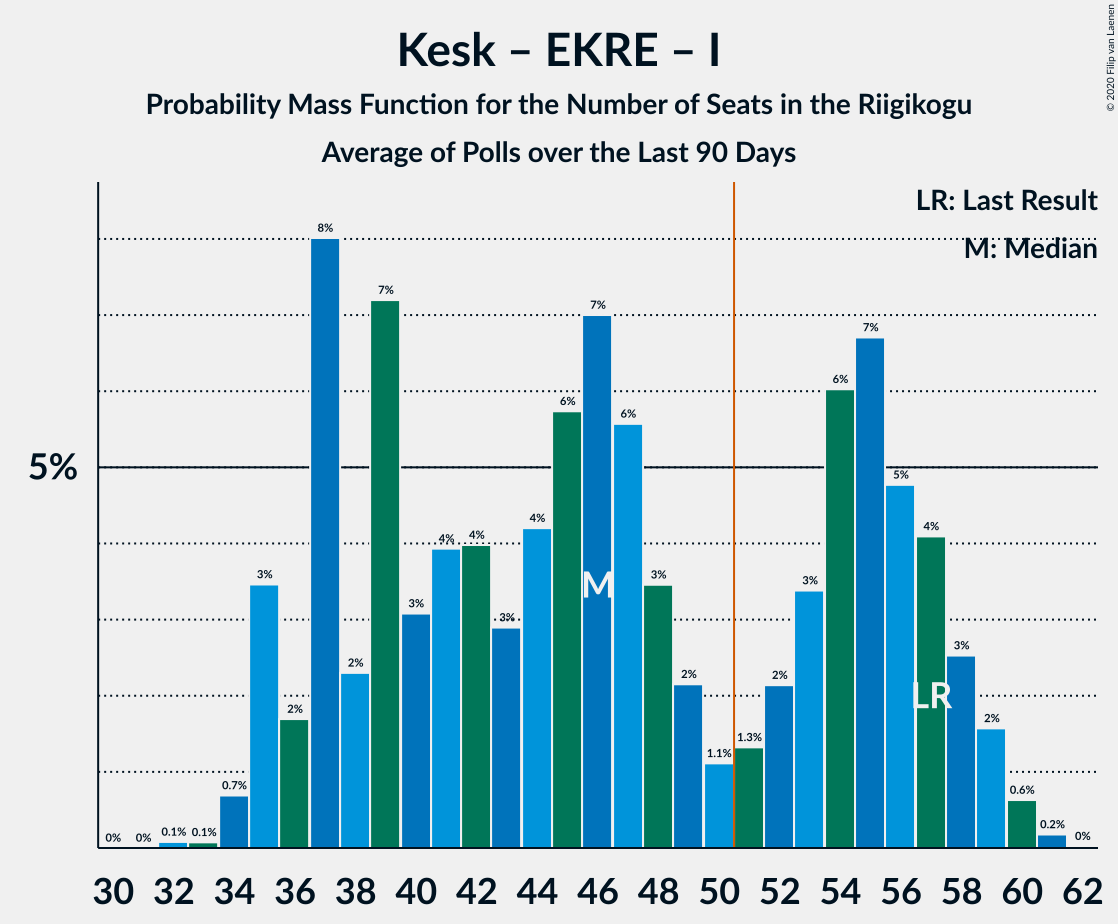 Kesk – EKRE – I
Probability Mass Function for the Number of Seats in the Riigikogu
Average of Polls over the Last 90 Days
© 2020 Filip van Laenen
LR: Last Result
M: Median
5%
0% 0% 0.1% 0.1% 0.7% 3% 2% 8% 2% 7% 3% 4% 4% 3% 4% 6% 7% 6% 3% 2% 1.1% 1.3% 2% 3% 6% 7% 5% 4% 3% 2% 0.6% 0.2% 0%
M
LR
30 32 34 36 38 40 42 44 46 48 50 52 54 56 58 60 62